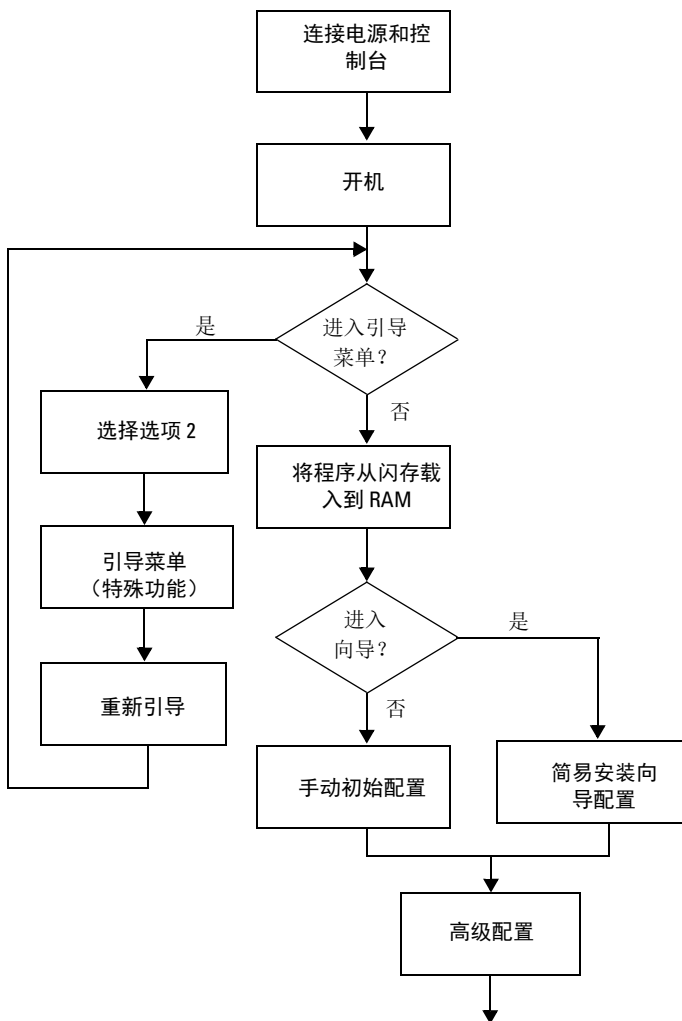 连接电源和控
制台
开机
进入引导
菜单？
是
否
选择选项 2
将程序从闪存载
入到 RAM
引导菜单
（特殊功能）
进入
向导？
是
重新引导
否
手动初始配置
简易安装向
导配置
高级配置